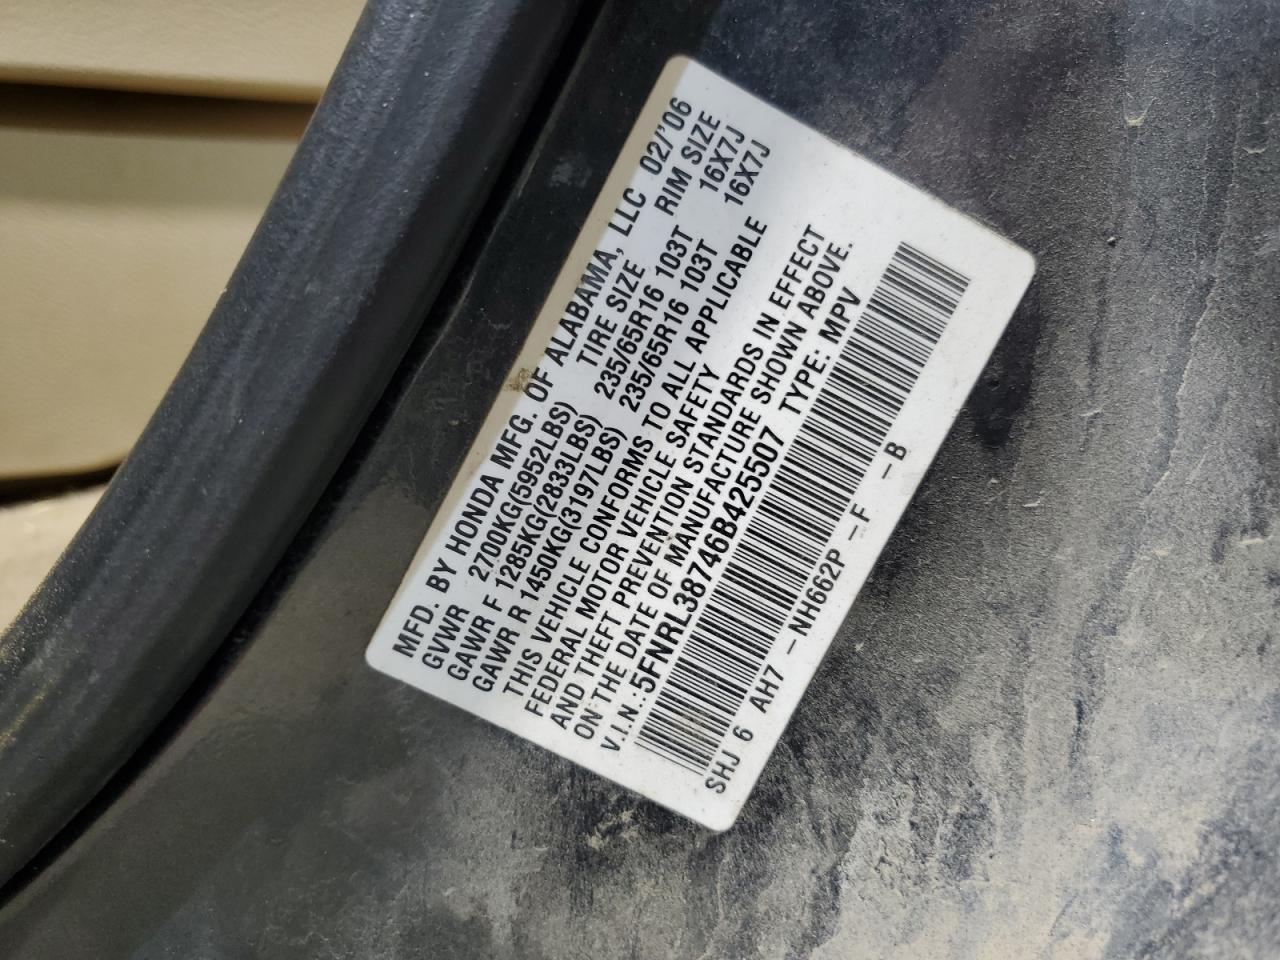 MFD. BY HONDA MFG. OF ALABAMA, LLC 02/'06
GVWR 2700KG(5952LBS) TIRE SIZE RIM SIZE
GAWR F 1285KG(2833LBS) 235/65R16 103T 16X7J
GAWR R 1450KG(3197LBS) 235/65R16 103T 16X7J
THIS VEHICLE CONFORMS TO ALL APPLICABLE
FEDERAL MOTOR VEHICLE SAFETY
AND THEFT PREVENTION STANDARDS IN EFFECT
ON THE DATE OF MANUFACTURE SHOWN ABOVE.
V.I.N.:5FNRL38746B425507 TYPE: MPV
SHJ 6 AH7 -NH662P -F -B